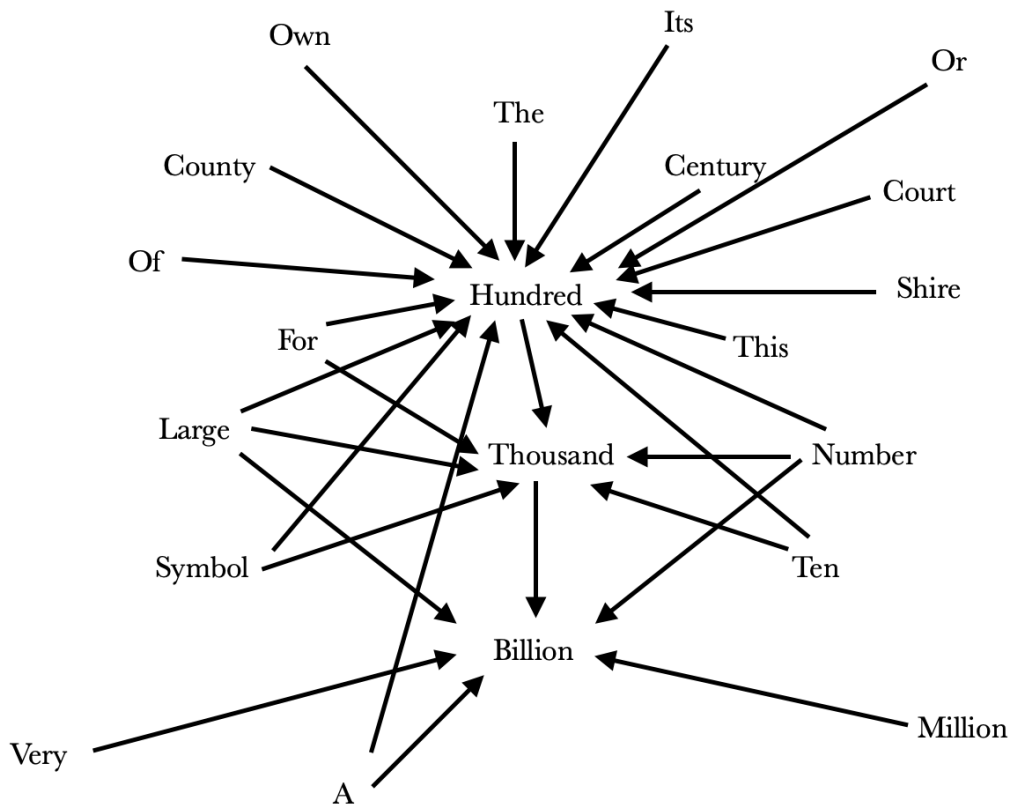 Its
Own
Or
The
County
Century
Court
Of
Hundred
Shire
For
This
Large
Thousand
Number
Symbol
Ten
Billion
Million
Very
A